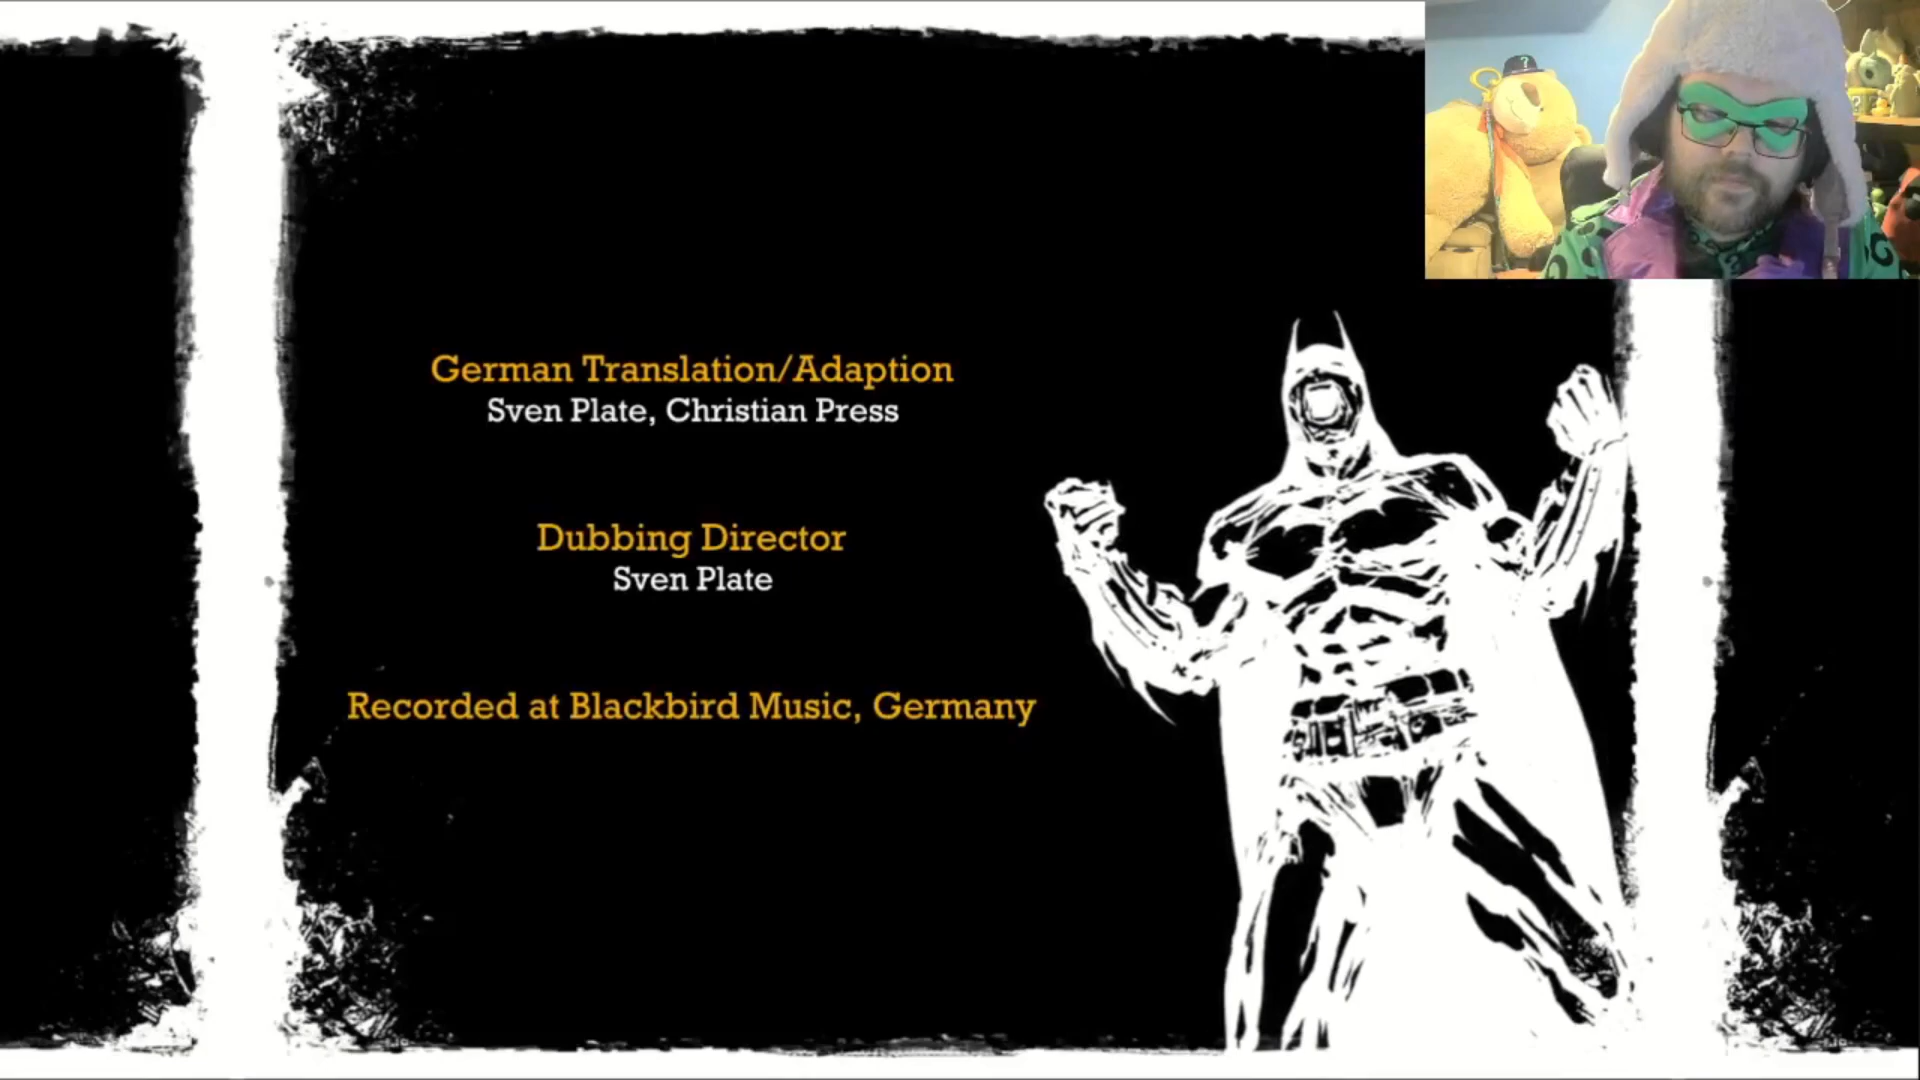 German Translation/Adaption
Sven Plate, Christian Press
Dubbing Director
Sven Plate
Recorded at Blackbird Music, Germany